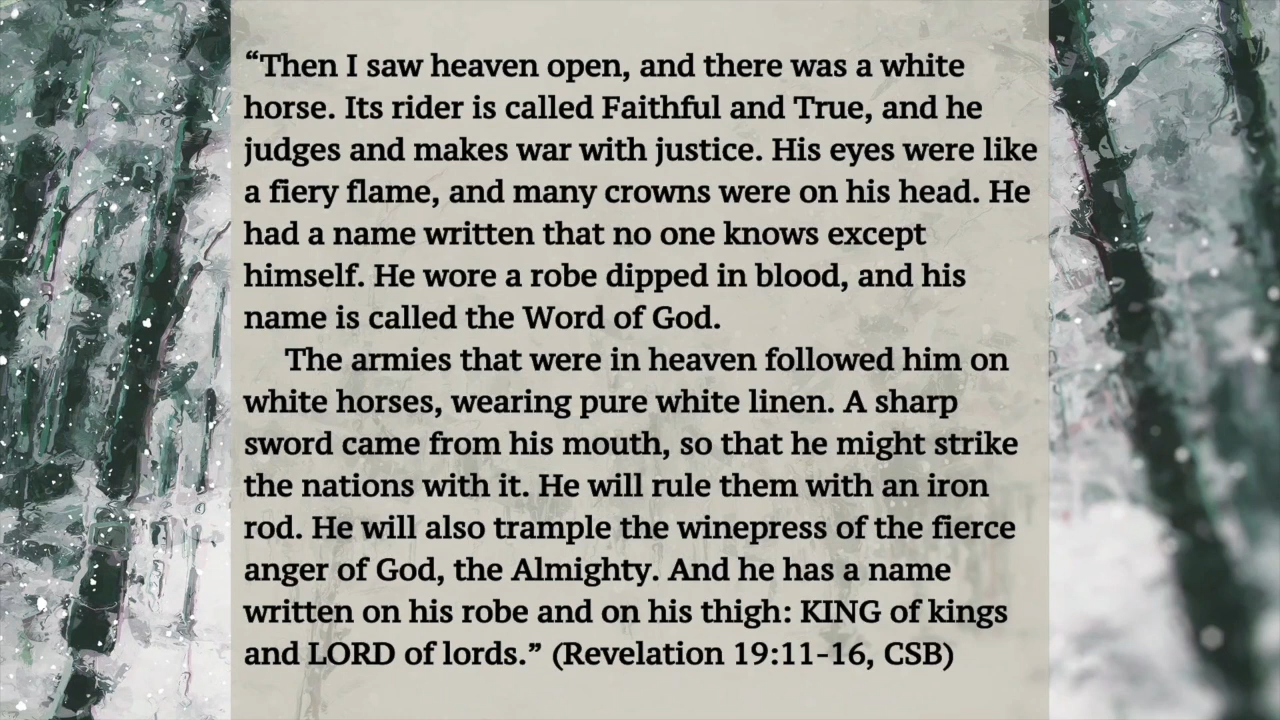 “Then I saw heaven open, and there was a white
horse. Its rider is called Faithful and True, and he
judges and makes war with justice. His eyes were like
a fiery flame, and many crowns were on his head. He
had a name written that no one knows except
himself. He wore a robe dipped in blood, and his
name is called the Word of God.
The armies that were in heaven followed him on
white horses, wearing pure white linen. A sharp
sword came from his mouth, so that he might strike
the nations with it. He will rule them with an iron
rod. He will also trample the winepress of the fierce
anger of God, the Almighty. And he has a name
written on his robe and on his thigh: KING of kings
and LORD of lords.” (Revelation 19:11-16, CSB)